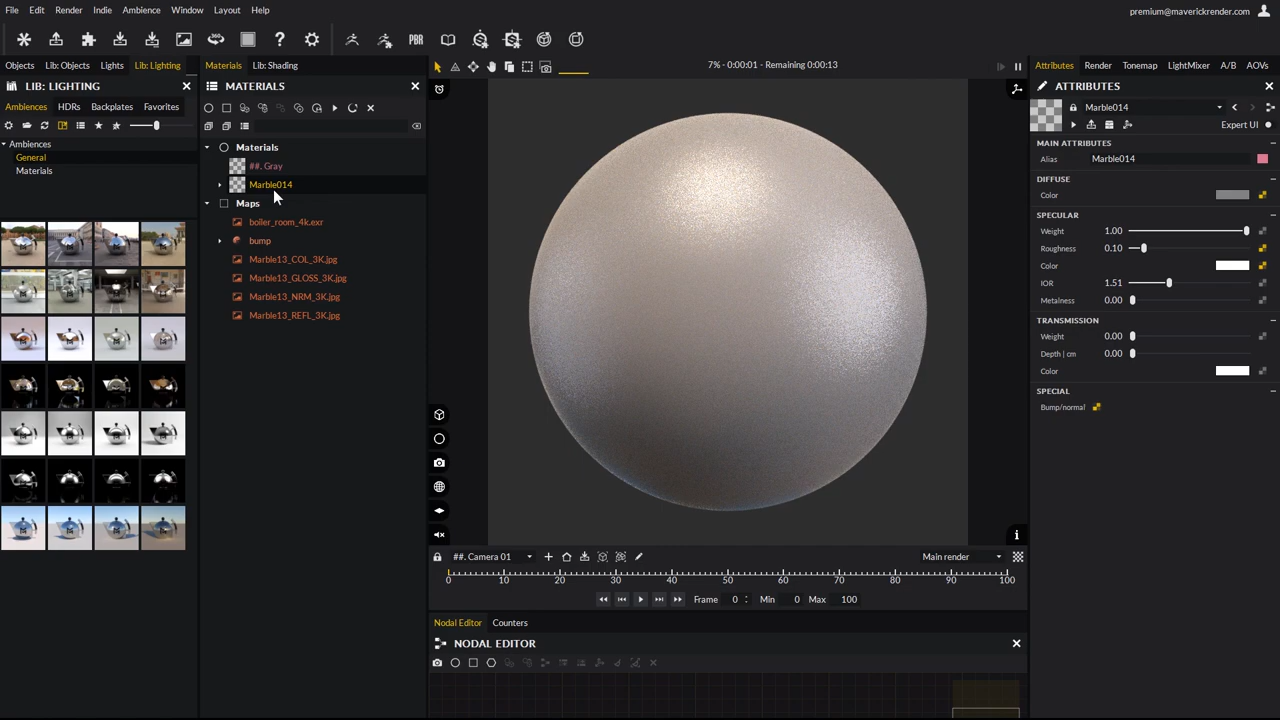 File Edit Render Indie Ambience Window Layout Help
premium@maverickrender.com
PBR
Objects Lib: Objects Lights Lib: Lighting
LIB: LIGHTING
Ambiences HDRs Backplates Favorites
Ambiences
General
Materials
Materials Lib: Shading
MATERIALS
Materials
##. Gray
Marble014
Maps
boiler_room_4k.exr
bump
Marble13_COL_3K.jpg
Marble13_GLOSS_3K.jpg
Marble13_NRM_3K.jpg
Marble13_REFL_3K.jpg
7% - 0:00:01 - Remaining 0:00:13
##. Camera 01
Main render
0 10 20 30 40 50 60 70 80 90 100
Frame 0 Min 0 Max 100
Nodal Editor Counters
NODAL EDITOR
Attributes Render Tonemap LightMixer A/B AOVs
ATTRIBUTES
Marble014
Expert UI
MAIN ATTRIBUTES
Alias Marble014
DIFFUSE
Color
SPECULAR
Weight 1.00
Roughness 0.10
Color
IOR 1.51
Metalness 0.00
TRANSMISSION
Weight 0.00
Depth | cm 0.00
Color
SPECIAL
Bump/normal